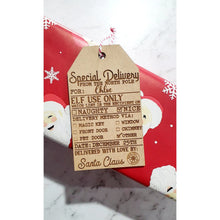 Special Delivery
FROM THE NORTH POLE
FOR: Chloe
ELF USE ONLY
NAUGHTY NICE
DELIVERY METHOD VIA:
MAGIC KEY WINDOW
FRONT DOOR CHIMNEY
PET DOOR OTHER
DATE: DECEMBER 25TH
DELIVERED WITH LOVE BY:
Santa Claus